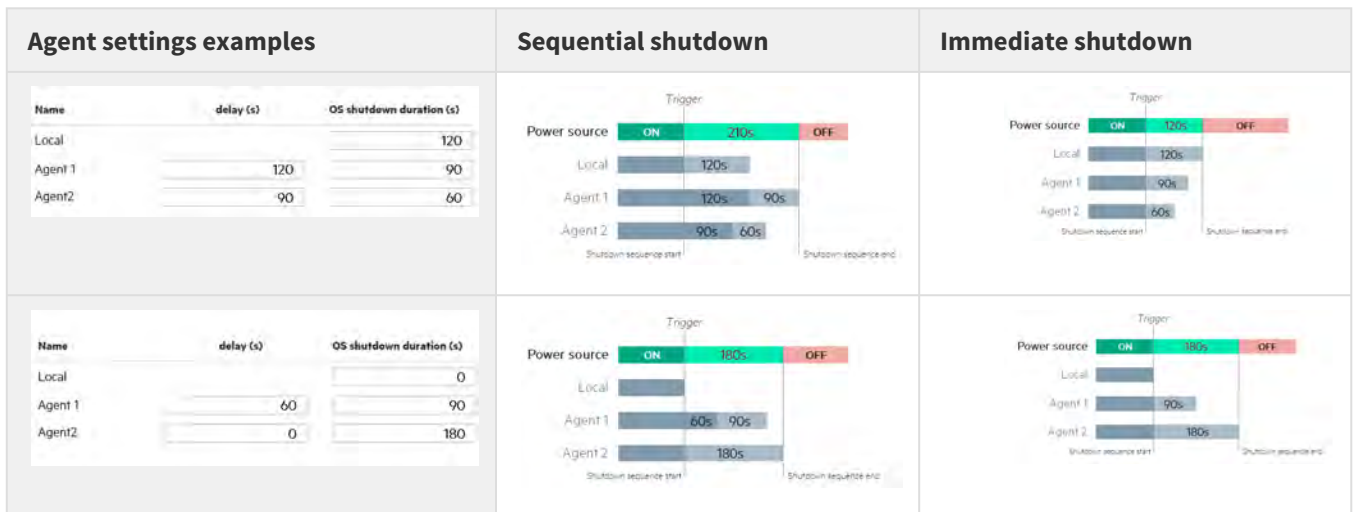 Agent settings examples
Sequential shutdown
Immediate shutdown
Name delay (s) OS shutdown duration (s)
Local 120
Agent 1 120 90
Agent2 90 60
Trigger
Power source ON 210s OFF
Local 120s
Agent 1 120s 90s
Agent 2 90s 60s
Shutdown sequence start Shutdown sequence end
Trigger
Power source ON 120s OFF
Local 120s
Agent 1 90s
Agent 2 60s
Shutdown sequence start Shutdown sequence end
Name delay (s) OS shutdown duration (s)
Local 0
Agent 1 60 90
Agent2 0 180
Trigger
Power source ON 180s OFF
Local
Agent 1 60s 90s
Agent 2 180s
Shutdown sequence start Shutdown sequence end
Trigger
Power source ON 180s OFF
Local
Agent 1 90s
Agent 2 180s
Shutdown sequence start Shutdown sequence end